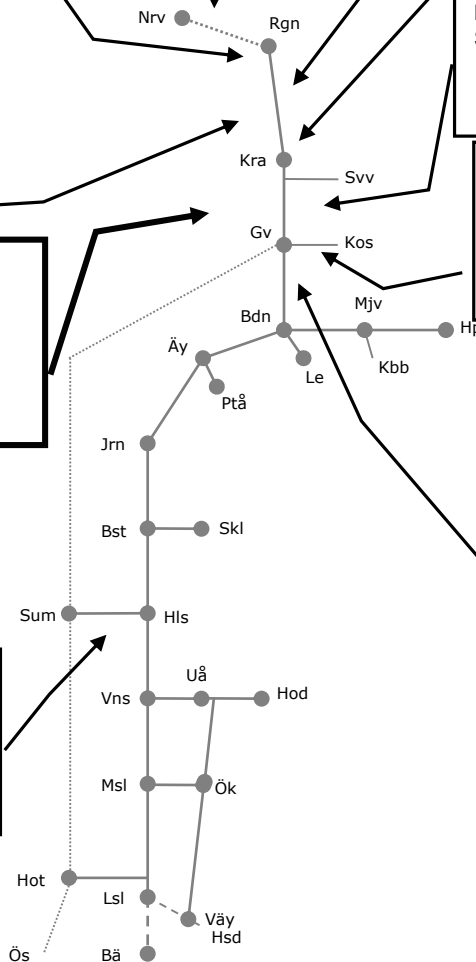 Nrv
Rgn
Kra
Svv
Gv
Kos
Mjv
Bdn
Äy
Le
Kbb
Ptå
Jrn
Bst
Skl
Sum
Hls
Uå
Vns
Hod
Msl
Ök
Hot
Lsl
Väy
Hsd
Ös
Bä